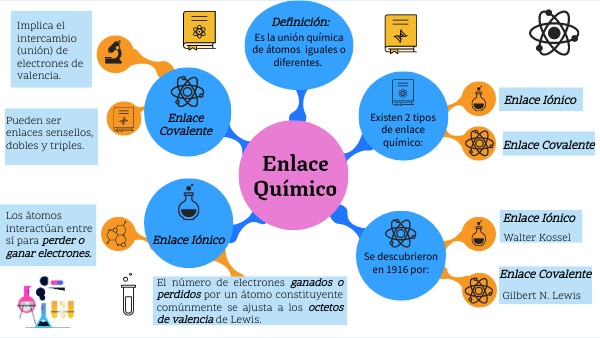 Definición:
Es la unión química
de átomos iguales o
diferentes.
Implica el
intercambio
(unión) de
electrones de
valencia.
Pueden ser
enlaces sensellos,
dobles y triples.
Enlace
Covalente
Enlace
Químico
Existen 2 tipos
de enlace
químico:
Enlace Iónico
Enlace Covalente
Los átomos
interactúan entre
sí para perder o
ganar electrones.
Enlace Iónico
El número de electrones ganados o
perdidos por un átomo constituyente
comúnmente se ajusta a los octetos
de valencia de Lewis.
Se descubrieron
en 1916 por:
Enlace Iónico
Walter Kossel
Enlace Covalente
Gilbert N. Lewis